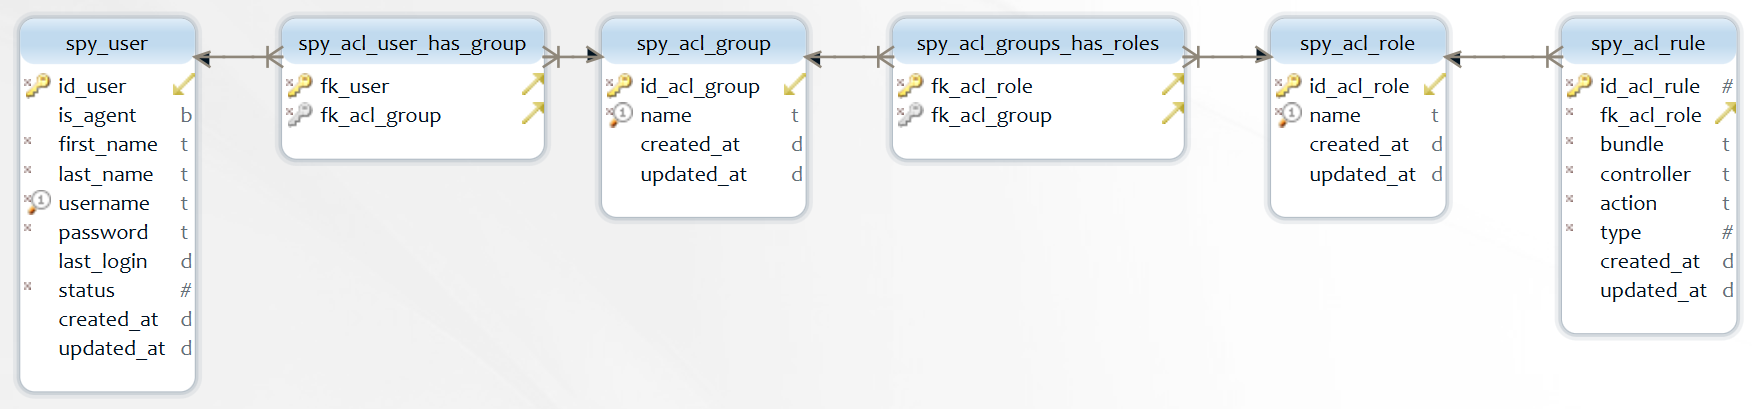 spy_user
id_user
is_agent b
first_name t
last_name t
username t
password t
last_login d
status #
created_at d
updated_at d
spy_acl_user_has_group
fk_user
fk_acl_group
spy_acl_group
id_acl_group
name t
created_at d
updated_at d
spy_acl_groups_has_roles
fk_acl_role
fk_acl_group
spy_acl_role
id_acl_role
name t
created_at d
updated_at d
spy_acl_rule
id_acl_rule #
fk_acl_role
bundle t
controller t
action t
type #
created_at d
updated_at d